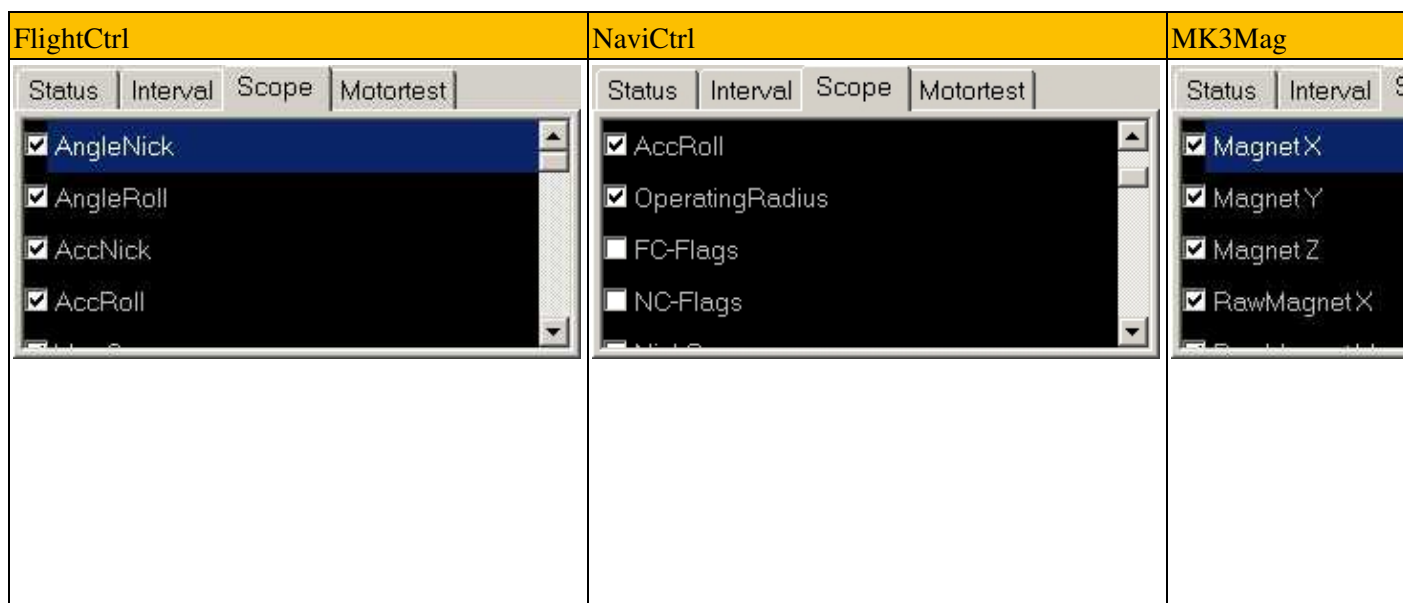 FlightCtrl
Status Interval Scope Motortest
AngleNick
AngleRoll
AccNick
AccRoll
NaviCtrl
Status Interval Scope Motortest
AccRoll
OperatingRadius
FC-Flags
NC-Flags
MK3Mag
Status Interval
MagnetX
MagnetY
MagnetZ
RawMagnetX